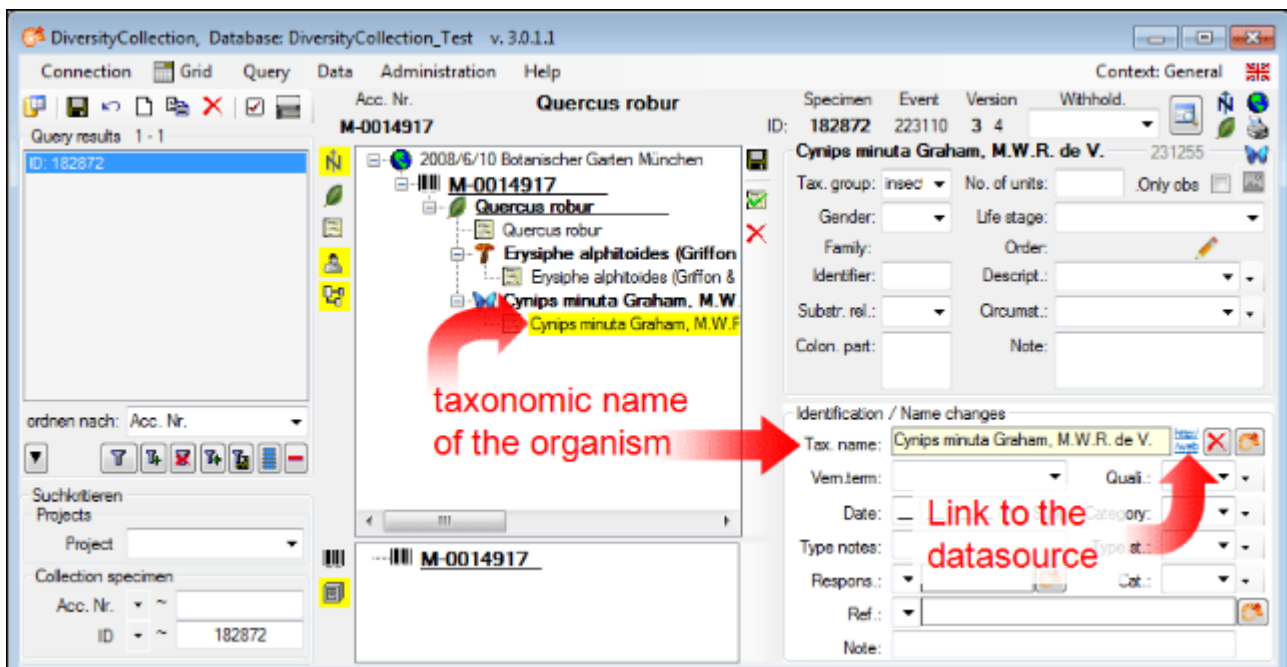 DiversityCollection, Database: DiversityCollection_Test v. 3.0.1.1
Connection Grid Query Data Administration Help Context: General
Query results 1 - 1
ID: 182872
ordnen nach: Acc. Nr.
Suchkritieren
Projects
Project
Collection specimen
Acc. Nr. ~
ID ~ 182872
Acc. Nr. Quercus robur Specimen Event Version Withhold.
M-0014917 ID: 182872 223110 3 4
2008/6/10 Botanischer Garten München
M-0014917
Quercus robur
Quercus robur
Erysiphe alphitoides (Griffon
Erysiphe alphitoides (Griffon &
Cynips minuta Graham, M.W.
Cynips minuta Graham, M.W.F
taxonomic name
of the organism
M-0014917
Cynips minuta Graham, M.W.R. de V. 231255
Tax. group: insec No. of units: Only obs
Gender: Life stage:
Family: Order:
Identifier: Descript.:
Substr. rel.: Circumst.:
Colon. part: Note:
Identification / Name changes
Tax. name: Cynips minuta Graham, M.W.R. de V. http:/ /web
Vern.term: Quali.:
Date: __ Category:
Link to the
datasource
Type notes: Type st.:
Respons.: Cat.:
Ref.:
Note: